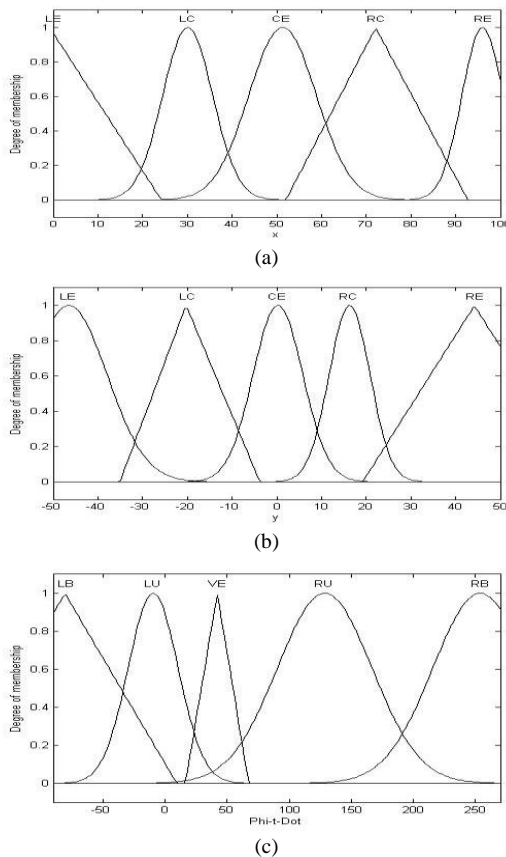 LE LC CE RC RE
1
0.8
0.6
0.4
0.2
0
Degree of membership
0 10 20 30 40 50 60 70 80 90 100
x
(a)
LE LC CE RC RE
1
0.8
0.6
0.4
0.2
0
Degree of membership
-50 -40 -30 -20 -10 0 10 20 30 40 50
y
(b)
LB LU VE RU RB
1
0.8
0.6
0.4
0.2
0
Degree of membership
-50 0 50 100 150 200 250
Phi-t-Dot
(c)